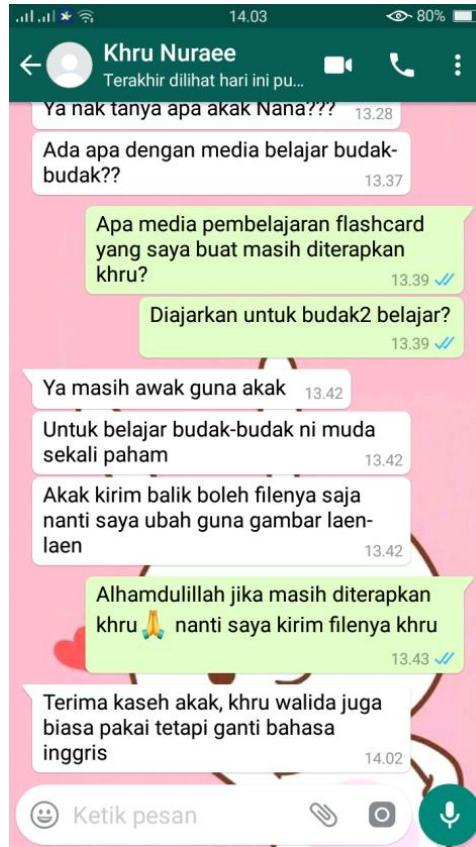 14.03
80%
Khru Nuraee
Terakhir dilihat hari ini pu...
Ya nak tanya apa akak Nana???
13.28
Ada apa dengan media belajar budak-
budak??
13.37
Apa media pembelajaran flashcard
yang saya buat masih diterapkan
khru?
13.39
Diajarkan untuk budak2 belajar?
13.39
Ya masih awak guna akak
13.42
Untuk belajar budak-budak ni muda
sekali paham
13.42
Akak kirim balik boleh filenya saja
nanti saya ubah guna gambar laen-
laen
13.42
Alhamdulillah jika masih diterapkan
khru🙏 nanti saya kirim filenya khru
13.43
Terima kaseh akak, khru walida juga
biasa pakai tetapi ganti bahasa
inggris
14.02
Ketik pesan